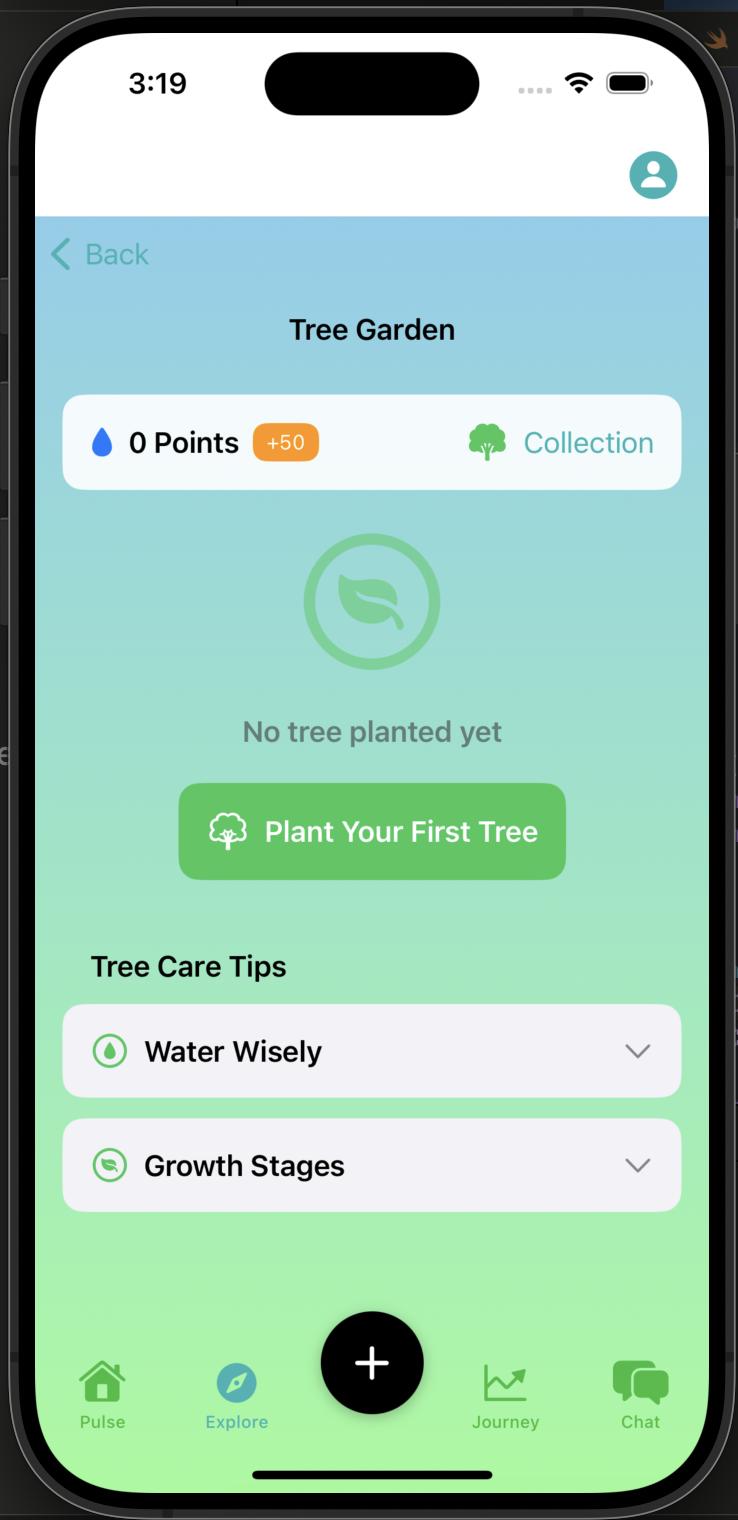 3:19
Back
Tree Garden
0 Points +50 Collection
No tree planted yet
Plant Your First Tree
Tree Care Tips
Water Wisely
Growth Stages
Pulse Explore Journey Chat